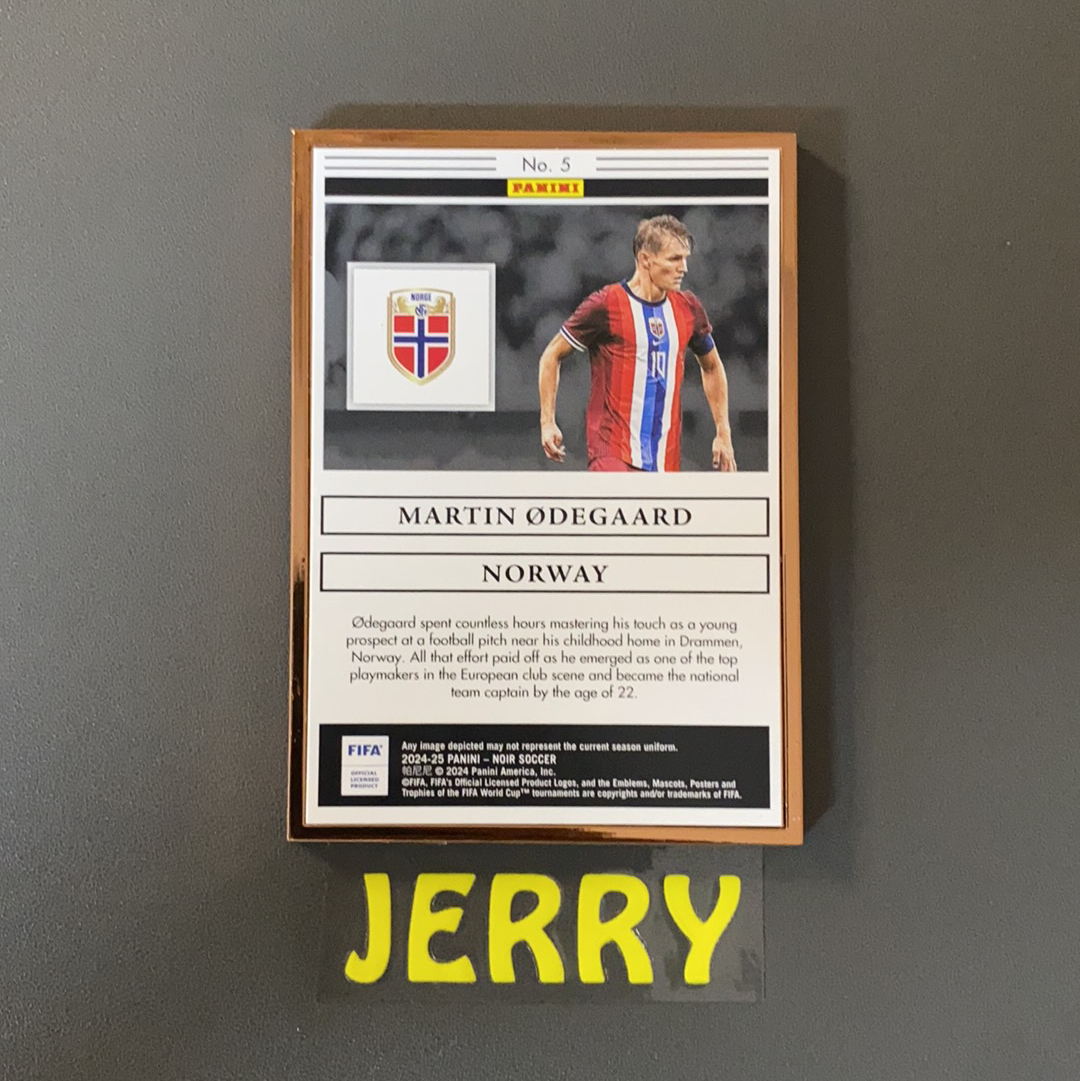 No. 5
PANINI
NORGE
10
MARTIN ØDEGAARD
NORWAY
Ødegaard spent countless hours mastering his touch as a young
prospect at a football pitch near his childhood home in Drammen,
Norway. All that effort paid off as he emerged as one of the top
playmakers in the European club scene and became the national
team captain by the age of 22.
FIFA
OFFICIAL
LICENSED
PRODUCT
Any image depicted may not represent the current season uniform.
2024-25 PANINI – NOIR SOCCER
帕尼尼 © 2024 Panini America, Inc.
©FIFA, FIFA's Official Licensed Product Logos, and the Emblems, Mascots, Posters and
Trophies of the FIFA World Cup™ tournaments are copyrights and/or trademarks of FIFA.
JERRY